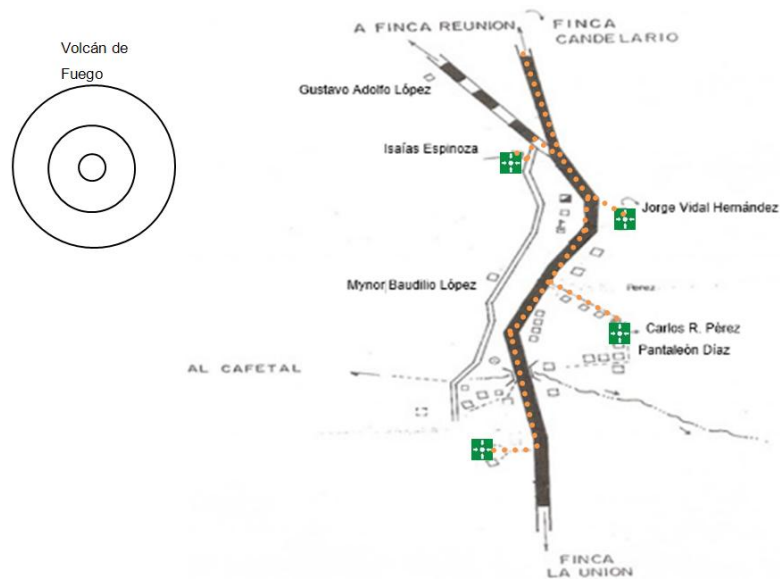 Volcán de
Fuego
A FINCA REUNION
FINCA
CANDELARIO
Gustavo Adolfo López
Isaías Espinoza
Jorge Vidal Hernández
Mynor Baudilio López
Perez
Carlos R. Pèrez
Pantaleón Díaz
AL CAFETAL
FINCA
LA UNION